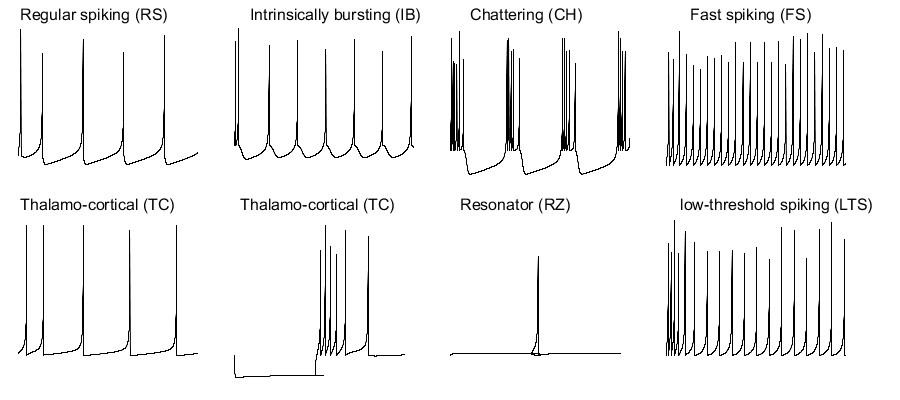 Regular spiking (RS)
Intrinsically bursting (IB)
Chattering (CH)
Fast spiking (FS)
Thalamo-cortical (TC)
Thalamo-cortical (TC)
Resonator (RZ)
low-threshold spiking (LTS)